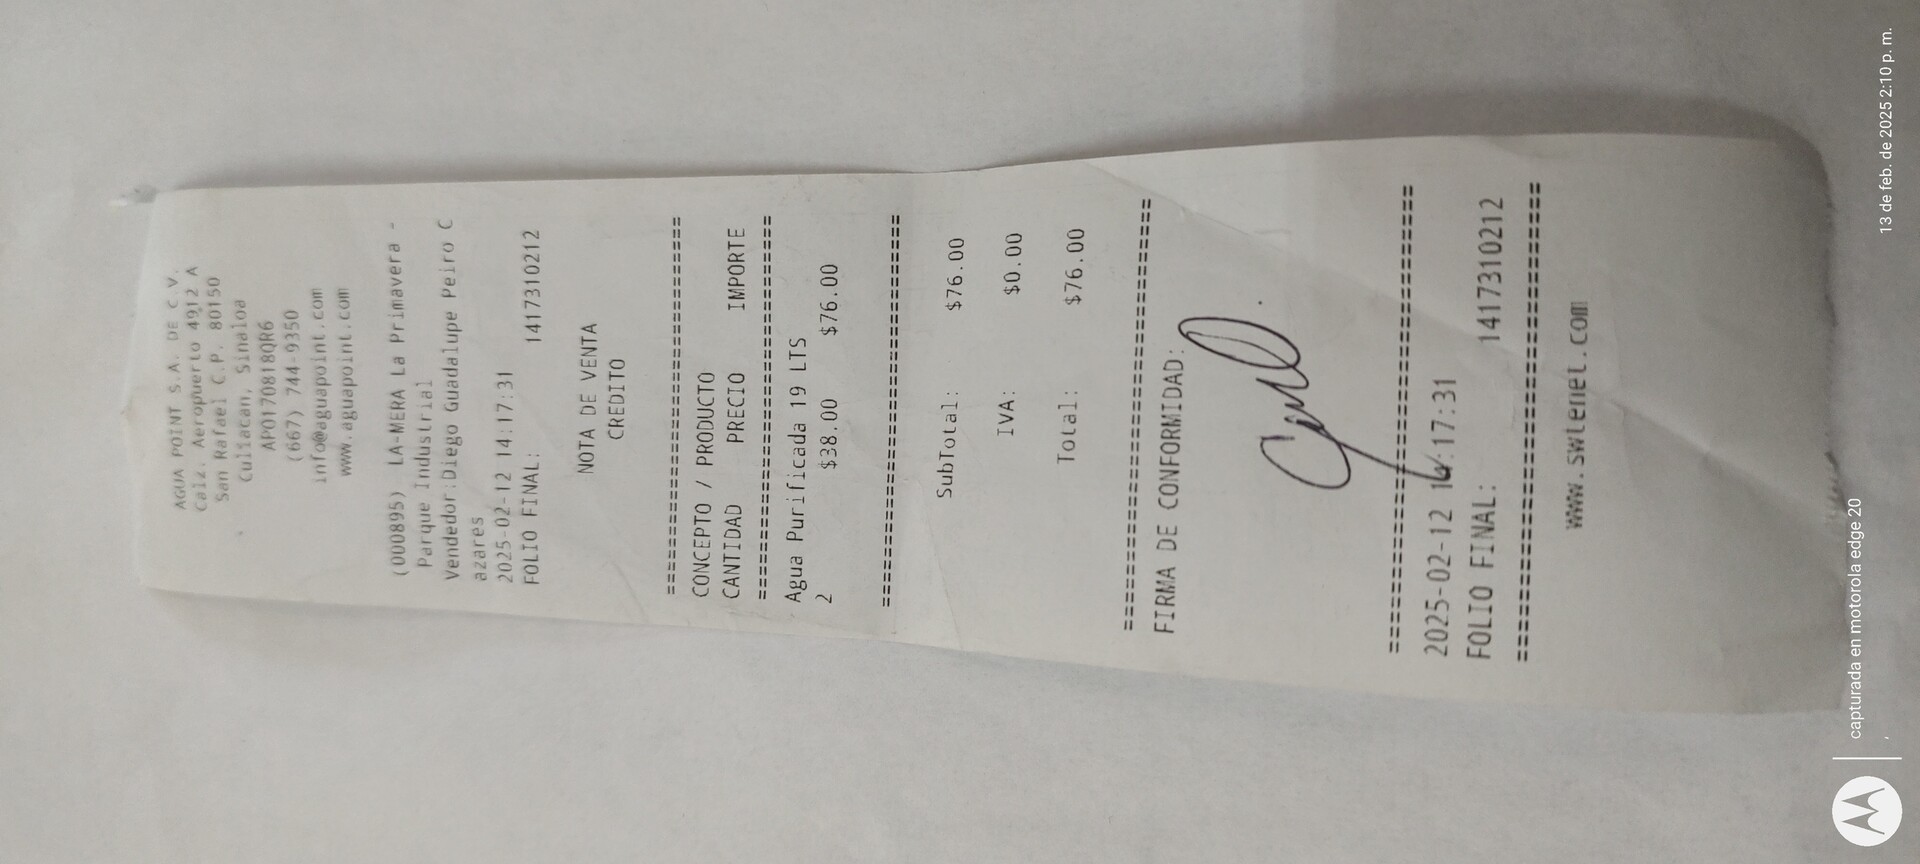 AGUA POINT S.A. DE C.V.
Calz. Aeropuerto 4912 A
San Rafael C.P. 80150
Culiacan, Sinaloa
APO170818QR6
(667) 744-9350
info@aguapoint.com
www.aguapoint.com
(000895) LA-MERA La Primavera -
Parque Industrial
Vendedor:Diego Guadalupe Peiro C
azares
2025-02-12 14:17:31
FOLIO FINAL: 1417310212
NOTA DE VENTA
CREDITO
================================
CONCEPTO / PRODUCTO
CANTIDAD PRECIO IMPORTE
================================
Agua Purificada 19 LTS
2 $38.00 $76.00
================================
SubTotal: $76.00
IVA: $0.00
Total: $76.00
================================
FIRMA DE CONFORMIDAD:
================================
2025-02-12 14:17:31
FOLIO FINAL: 1417310212
================================
www.swtenet.com
capturada en motorola edge 20
13 de feb. de 2025 2:10 p. m.